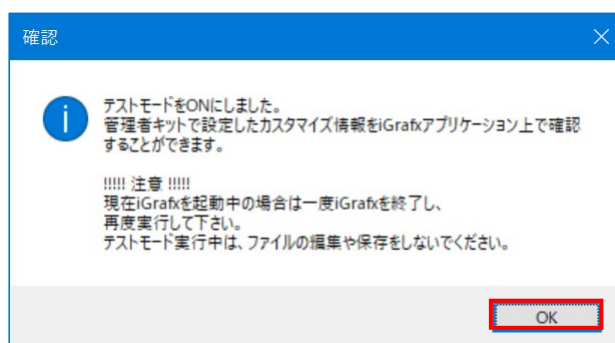 確認
テストモードをONにしました。
管理者キットで設定したカスタマイズ情報をiGrafxアプリケーション上で確認
することができます。
!!!!! 注意 !!!!!
現在iGrafxを起動中の場合は一度iGrafxを終了し、
再度実行して下さい。
テストモード実行中は、ファイルの編集や保存をしないでください。
OK